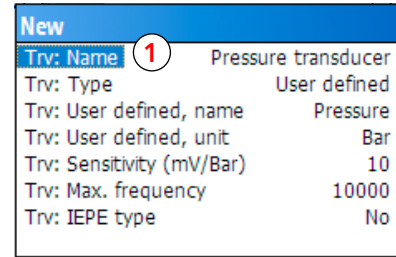 New
Trv: Name 1 Pressure transducer
Trv: Type User defined
Trv: User defined, name Pressure
Trv: User defined, unit Bar
Trv: Sensitivity (mV/Bar) 10
Trv: Max. frequency 10000
Trv: IEPE type No